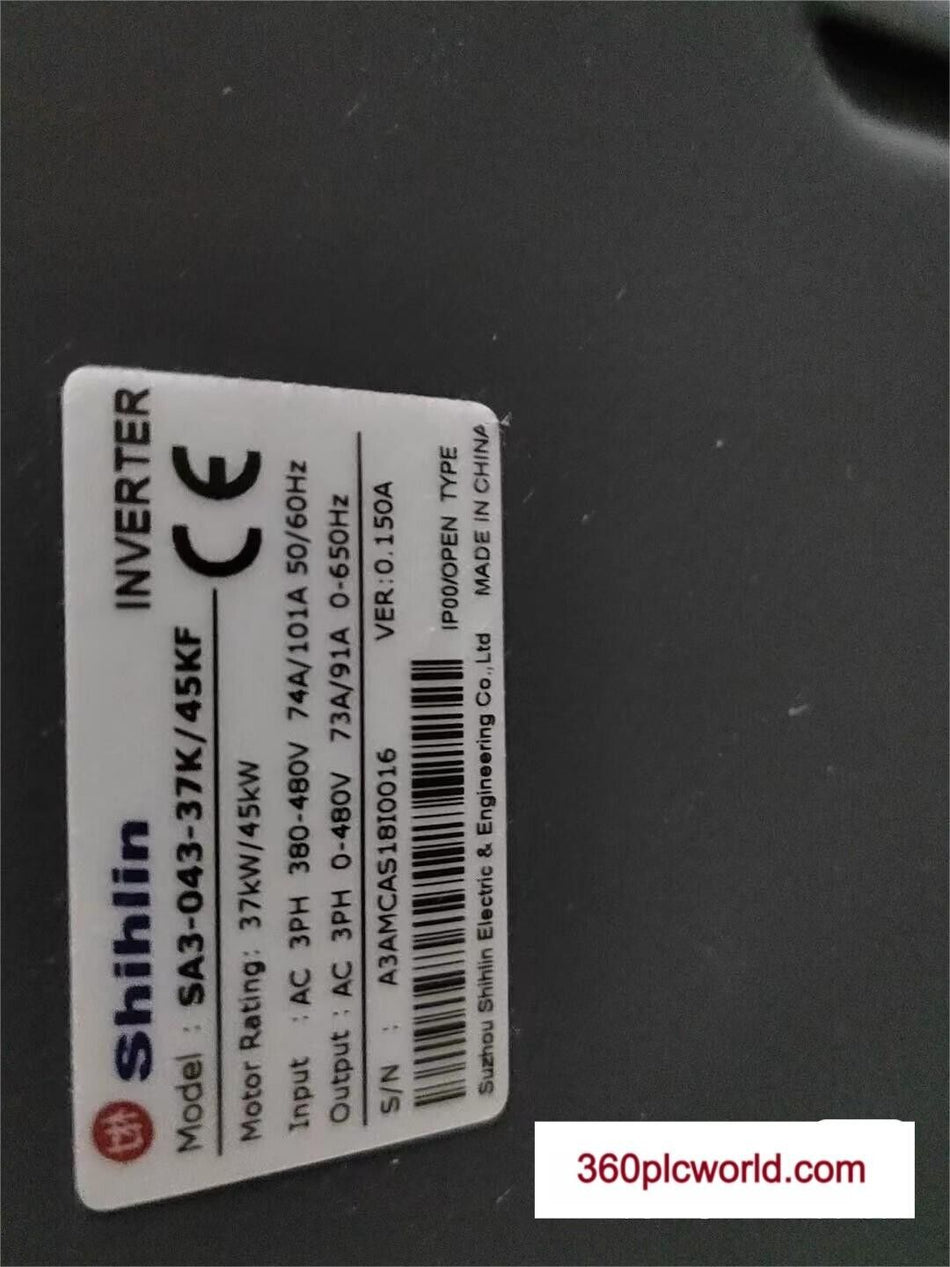 Shihlin INVERTER
Model : SA3-043-37K/45KF
CE
Motor Rating: 37kW/45kW
Input : AC 3PH 380-480V 74A/101A 50/60Hz
Output : AC 3PH 0-480V 73A/91A 0-650Hz
S/N : A3AMCAS18I0016 VER:0.150A
IP00/OPEN TYPE
Suzhou Shihlin Electric & Engineering Co.,Ltd MADE IN CHINA
360plcworld.com